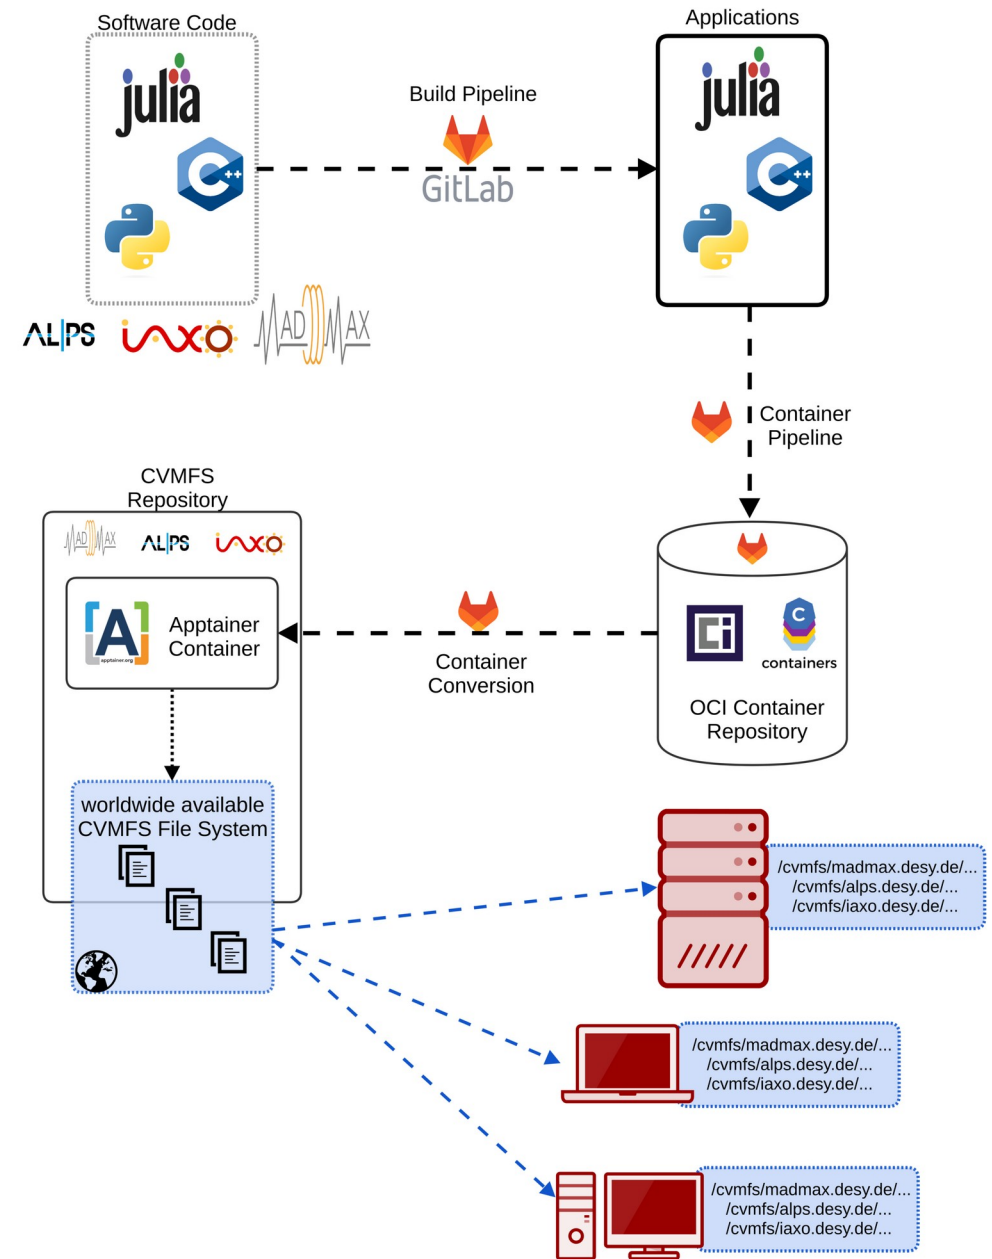 Software Code
julia
C++
ALPS
iaxo
MADMAX
Build Pipeline
GitLab
Applications
julia
C++
Container
Pipeline
CVMFS
Repository
MADMAX
ALPS
iaxo
A
apptainer.org
Apptainer
Container
Container
Conversion
Ci
C
containers
OCI Container
Repository
worldwide available
CVMFS File System
/cvmfs/madmax.desy.de/...
/cvmfs/alps.desy.de/...
/cvmfs/iaxo.desy.de/...
/cvmfs/madmax.desy.de/...
/cvmfs/alps.desy.de/...
/cvmfs/iaxo.desy.de/...
/cvmfs/madmax.desy.de/...
/cvmfs/alps.desy.de/...
/cvmfs/iaxo.desy.de/...